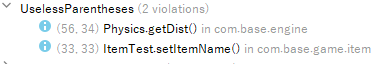 UselessParentheses (2 violations)
(56, 34) Physics.getDist() in com.base.engine
(33, 33) ItemTest.setItemName() in com.base.game.item